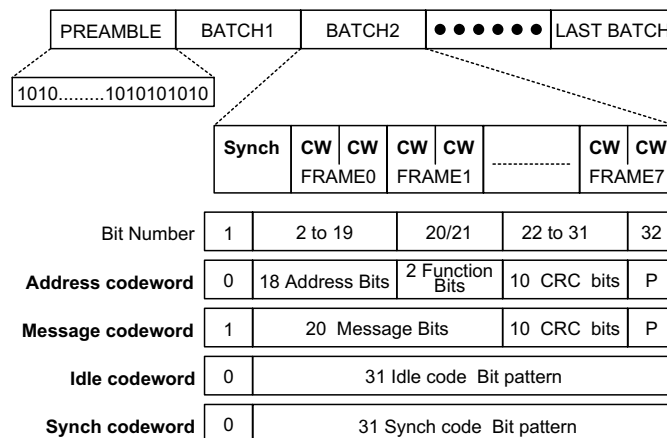 PREAMBLE BATCH1 BATCH2 ●●●●●● LAST BATCH
1010.........1010101010
Synch CW CW CW CW CW CW
FRAME0 FRAME1 .............. FRAME7
Bit Number 1 2 to 19 20/21 22 to 31 32
Address codeword 0 18 Address Bits 2 Function Bits 10 CRC bits P
Message codeword 1 20 Message Bits 10 CRC bits P
Idle codeword 0 31 Idle code Bit pattern
Synch codeword 0 31 Synch code Bit pattern